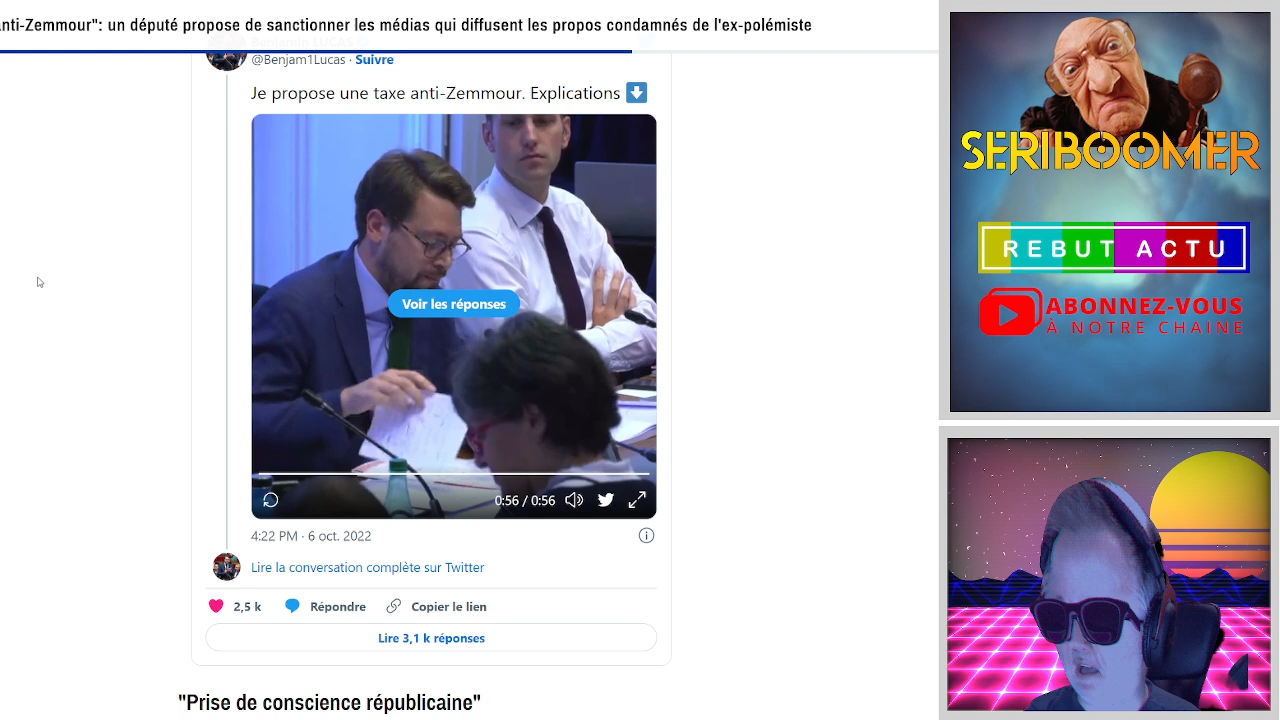 anti-Zemmour": un député propose de sanctionner les médias qui diffusent les propos condamnés de l'ex-polémiste
@Benjam1Lucas · Suivre
Je propose une taxe anti-Zemmour. Explications ⬇
Voir les réponses
0:56 / 0:56
4:22 PM · 6 oct. 2022
Lire la conversation complète sur Twitter
2,5 k Répondre Copier le lien
Lire 3,1 k réponses
"Prise de conscience républicaine"
SERIBOOMER
REBUT ACTU
ABONNEZ-VOUS
À NOTRE CHAINE